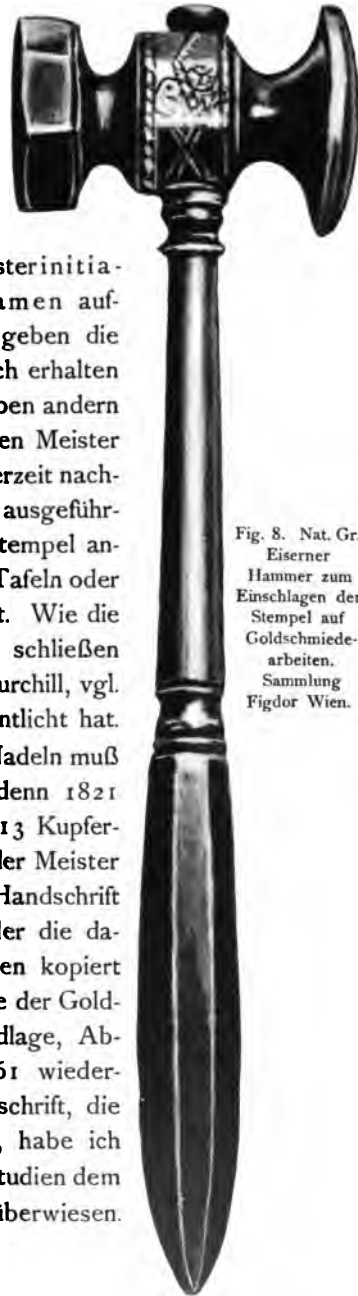 sterinitia-
amen auf-
geben die
ch erhalten
ben andern
en Meister
erzeit nach-
ausgeführ-
tempel an-
Tafeln oder
t. Wie die
schließen
urchill, vgl.
entlicht hat.
Nadeln muß
denn 1821
13 Kupfer-
der Meister
Handschrift
der die da-
en kopiert
e der Gold-
dlage, Ab-
61 wieder-
schrift, die
, habe ich
tudien dem
überwiesen.
Fig. 8. Nat. Gr.
Eiserner
Hammer zum
Einschlagen der
Stempel auf
Goldschmiede-
arbeiten.
Sammlung
Figdor Wien.